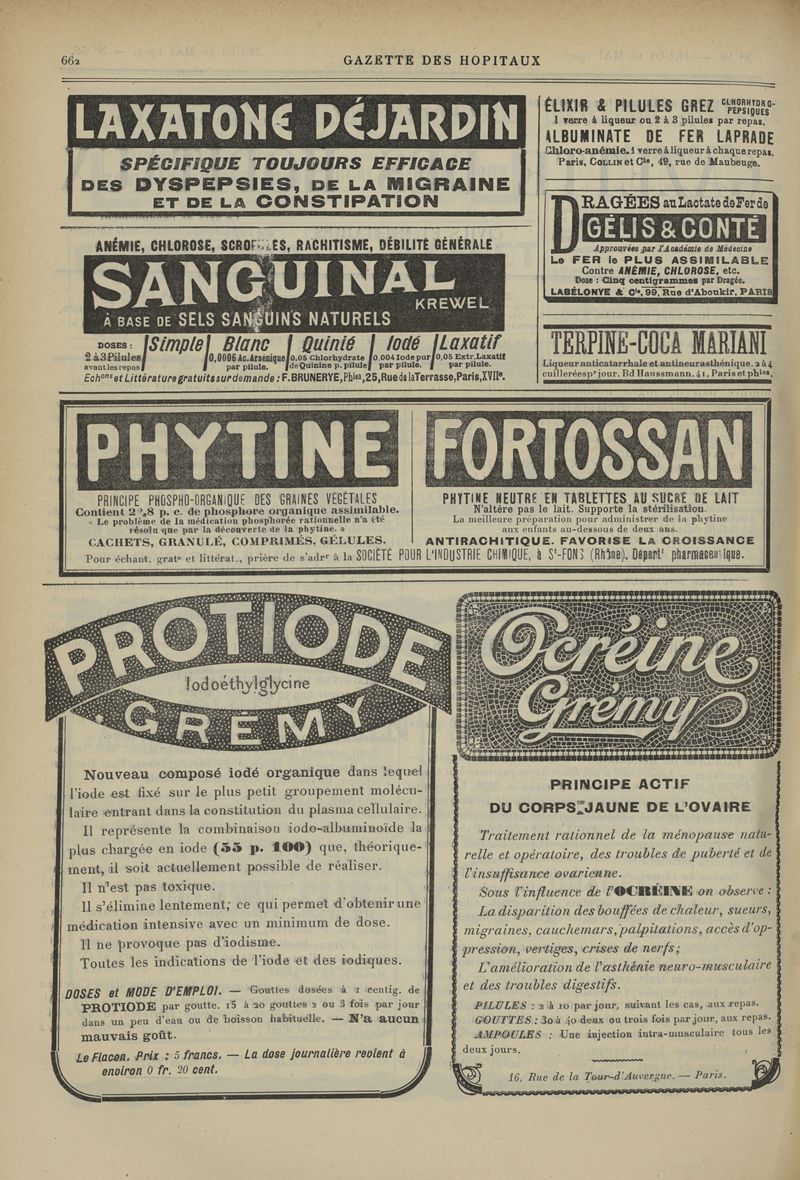 662
GAZETTE DES HOPITAUX
LAXATONE DÉJARDIN
SPÉCIFIQUE TOUJOURS EFFICACE
DES DYSPEPSIES, DE LA MIGRAINE
ET DE LA CONSTIPATION
ANÉMIE, CHLOROSE, SCROFULES, RACHITISME, DÉBILITÉ GÉNÉRALE
SANGUINAL
KREWEL
À BASE DE SELS SANGUINS NATURELS
DOSES :
2 à 3 Pilules
avant les repas
Simple
Blanc
0,0006 Ac. Arsénique
par pilule.
Quinié
0,05 Chlorhydrate
de Quinine p. pilule
Iodé
0,004 Iode pur
par pilule.
Laxatif
0,05 Extr. Laxatif
par pilule.
Echons et Littérature gratuits sur demande : F. BRUNERYE, Phien, 25, Rue de la Terrasse, Paris, XVIIe.
ÉLIXIR & PILULES GREZ CLHORHYDRO-
PEPSIQUES
1 verre à liqueur ou 2 à 3 pilules par repas.
ALBUMINATE DE FER LAPRADE
Chloro-anémie. 1 verre à liqueur à chaque repas.
Paris, COLLIN et Cie, 49, rue de Maubeuge.
DRAGÉES au Lactate de Fer de
GÉLIS & CONTÉ
Approuvées par l'Académie de Médecine
Le FER le PLUS ASSIMILABLE
Contre ANÉMIE, CHLOROSE, etc.
Dose : Cinq centigrammes par Dragée.
LABÉLONYE & Cie, 99, Rue d'Aboukir, PARIS
TERPINE-COCA MARIANI
Liqueur anticatarrhale et antineurasthénique. 2 à 4
cuillerées pr jour. Bd Haussmann, 41, Paris et phies.
PHYTINE
PRINCIPE PHOSPHO-ORGANIQUE DES GRAINES VÉGÉTALES
Contient 22,8 p. c. de phosphore organique assimilable.
« Le problème de la médication phosphorée rationnelle n'a été
résolu que par la découverte de la phytine. »
CACHETS, GRANULÉ, COMPRIMÉS, GÉLULES.
FORTOSSAN
PHYTINE NEUTRE EN TABLETTES AU SUCRE DE LAIT
N'altère pas le lait. Supporte la stérilisation.
La meilleure préparation pour administrer de la phytine
aux enfants au-dessous de deux ans.
ANTIRACHITIQUE. FAVORISE LA CROISSANCE
Pour échant. grats et littérat., prière de s'adrr à la SOCIÉTÉ POUR L'INDUSTRIE CHIMIQUE, à St-FONS (Rhône). Départt pharmaceutique.
PROTIODE
Iodoéthylglycine
GREMY
Nouveau composé iodé organique dans lequel
l'iode est fixé sur le plus petit groupement molécu-
laire entrant dans la constitution du plasma cellulaire.
Il représente la combinaison iodo-albuminoïde la
plus chargée en iode (55 p. 100) que, théorique-
ment, il soit actuellement possible de réaliser.
Il n'est pas toxique.
Il s'élimine lentement; ce qui permet d'obtenir une
médication intensive avec un minimum de dose.
Il ne provoque pas d'iodisme.
Toutes les indications de l'iode et des iodiques.
DOSES et MODE D'EMPLOI. — Gouttes dosées à 1 centig. de
PROTIODE par goutte. 15 à 20 gouttes 2 ou 3 fois par jour
dans un peu d'eau ou de boisson habituelle. — N'a aucun
mauvais goût.
Le Flacon. Prix : 5 francs. — La dose journalière revient à
environ 0 fr. 20 cent.
Ocréine
Grémy
PRINCIPE ACTIF
DU CORPS JAUNE DE L'OVAIRE
Traitement rationnel de la ménopause natu-
relle et opératoire, des troubles de puberté et de
l'insuffisance ovarienne.
Sous l'influence de l'OCRÉINE on observe :
La disparition des bouffées de chaleur, sueurs,
migraines, cauchemars, palpitations, accès d'op-
pression, vertiges, crises de nerfs ;
L'amélioration de l'asthénie neuro-musculaire
et des troubles digestifs.
PILULES : 2 à 10 par jour, suivant les cas, aux repas.
GOUTTES : 30 à 40 deux ou trois fois par jour, aux repas.
AMPOULES : Une injection intra-musculaire tous les
deux jours.
16, Rue de la Tour-d'Auvergne. — Paris.